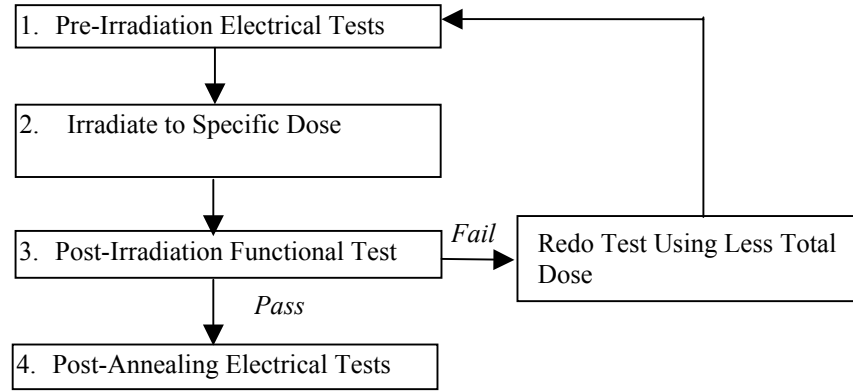 1. Pre-Irradiation Electrical Tests
2. Irradiate to Specific Dose
3. Post-Irradiation Functional Test
Fail
Redo Test Using Less Total
Dose
Pass
4. Post-Annealing Electrical Tests